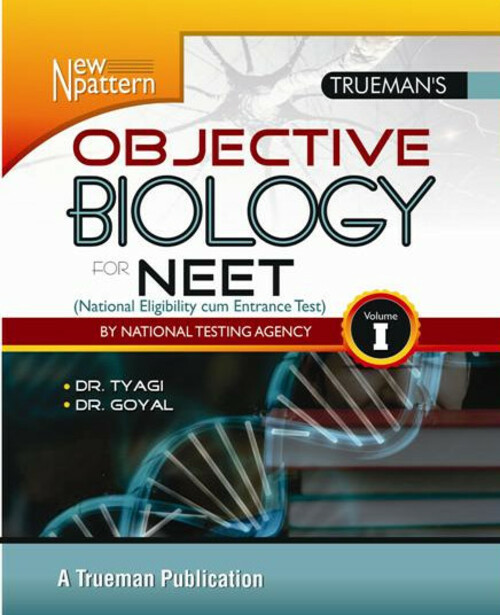 New
Pattern
TRUEMAN'S
OBJECTIVE
BIOLOGY
FOR NEET
(National Eligibility cum Entrance Test)
BY NATIONAL TESTING AGENCY
Volume
I
• DR. TYAGI
• DR. GOYAL
A Trueman Publication